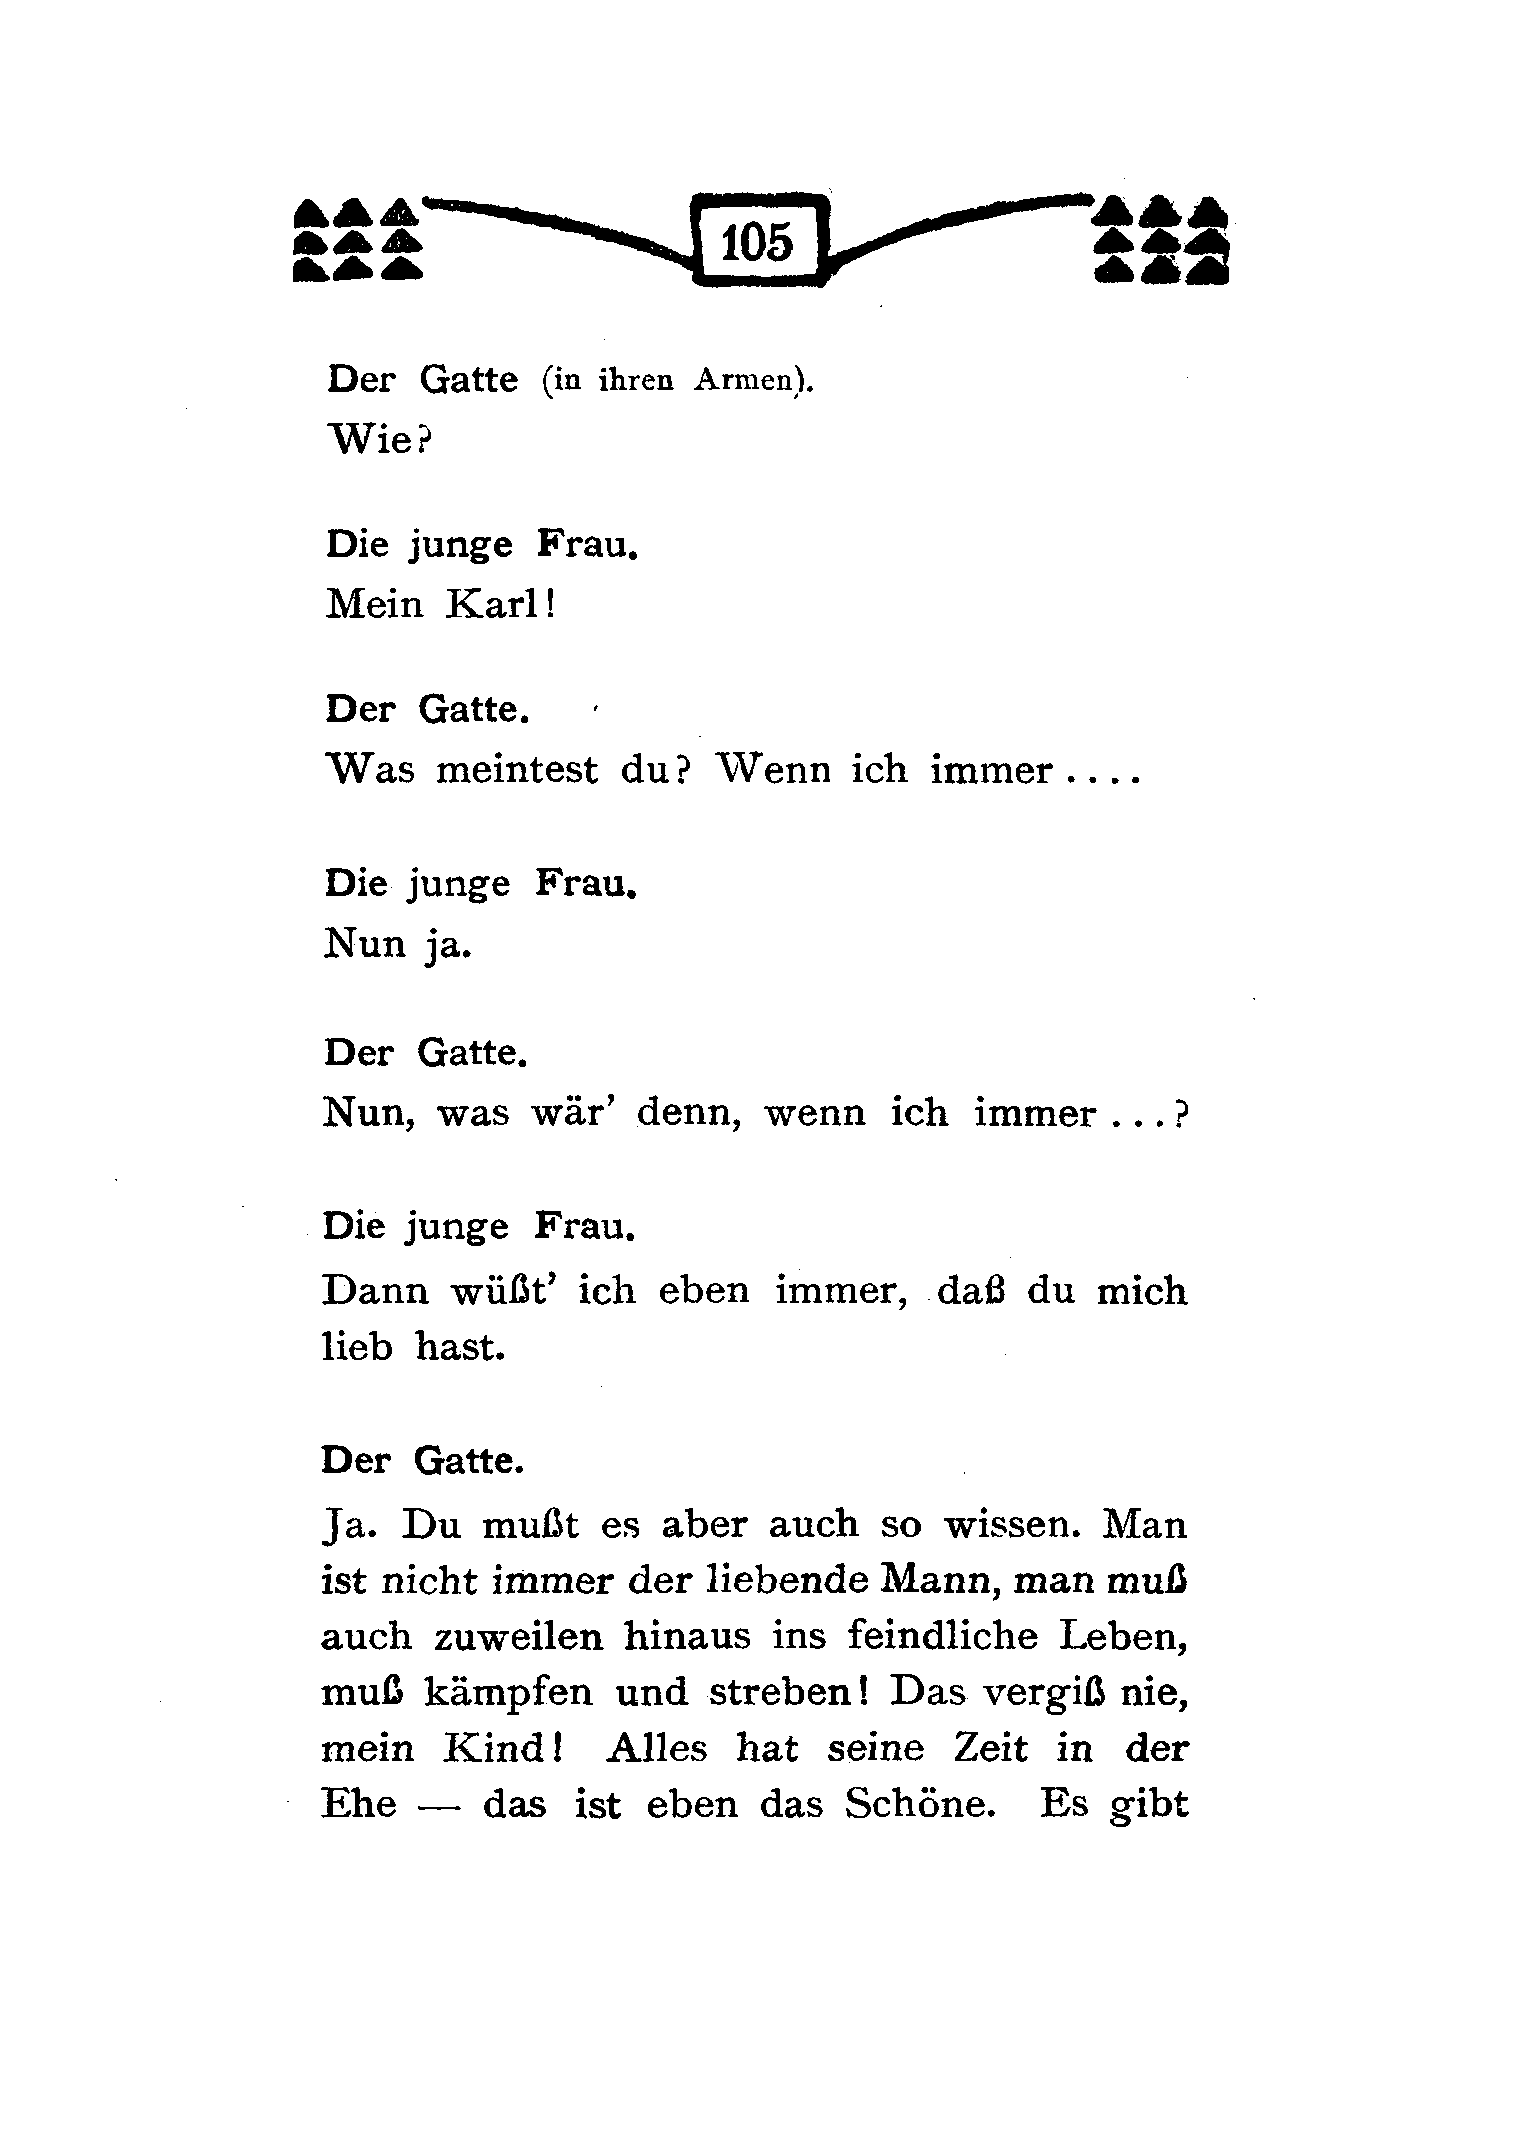 105
Der Gatte (in ihren Armen).
Wie?
Die junge Frau.
Mein Karl!
Der Gatte.
Was meintest du? Wenn ich immer ....
Die junge Frau.
Nun ja.
Der Gatte.
Nun, was wär’ denn, wenn ich immer ...?
Die junge Frau.
Dann wüßt’ ich eben immer, daß du mich
lieb hast.
Der Gatte.
Ja. Du mußt es aber auch so wissen. Man
ist nicht immer der liebende Mann, man muß
auch zuweilen hinaus ins feindliche Leben,
muß kämpfen und streben! Das vergiß nie,
mein Kind! Alles hat seine Zeit in der
Ehe — das ist eben das Schöne. Es gibt